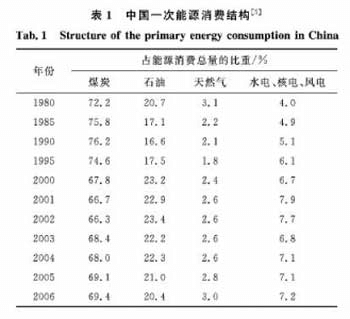 表1 中国一次能源消费结构[5]
Tab. 1 Structure of the primary energy consumption in China
年份 占能源消费总量的比重/%
煤炭 石油 天然气 水电、核电、风电
1980 72.2 20.7 3.1 4.0
1985 75.8 17.1 2.2 4.9
1990 76.2 16.6 2.1 5.1
1995 74.6 17.5 1.8 6.1
2000 67.8 23.2 2.4 6.7
2001 66.7 22.9 2.6 7.9
2002 66.3 23.4 2.6 7.7
2003 68.4 22.2 2.6 6.8
2004 68.0 22.3 2.6 7.1
2005 69.1 21.0 2.8 7.1
2006 69.4 20.4 3.0 7.2